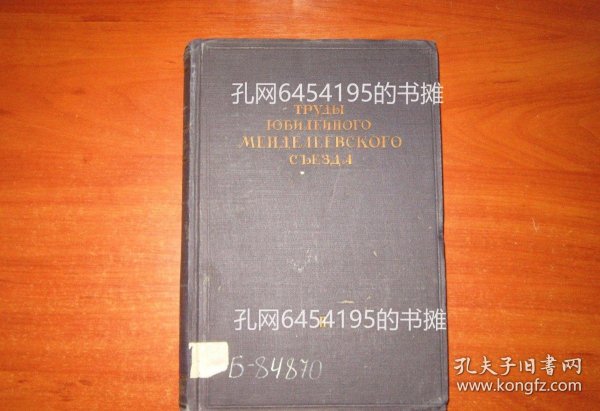 孔网6454195的书摊
ТРУДЫ
ЮБИЛЕЙНОГО
МЕНДЕЛЕЕВСКОГО
СЪЕЗДА
孔网6454195的书摊
Б-84870
孔夫子旧书网
www.kongfz.com